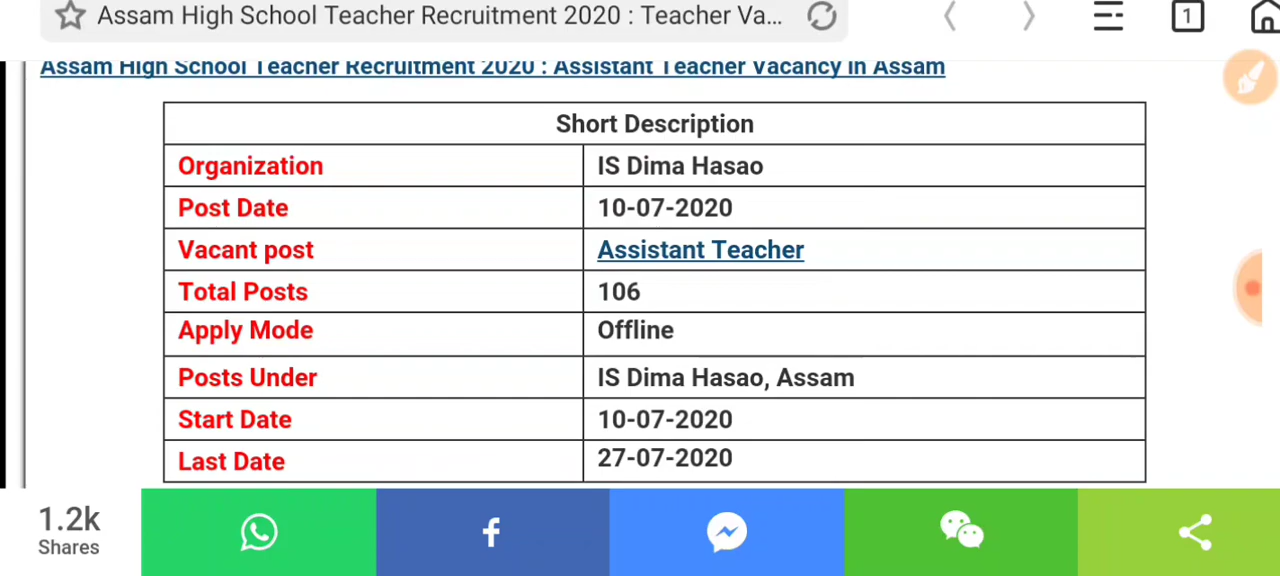 Assam High School Teacher Recruitment 2020 : Teacher Va...
1
Assam High School Teacher Recruitment 2020 : Assistant Teacher Vacancy in Assam
Short Description
Organization IS Dima Hasao
Post Date 10-07-2020
Vacant post Assistant Teacher
Total Posts 106
Apply Mode Offline
Posts Under IS Dima Hasao, Assam
Start Date 10-07-2020
Last Date 27-07-2020
1.2k
Shares